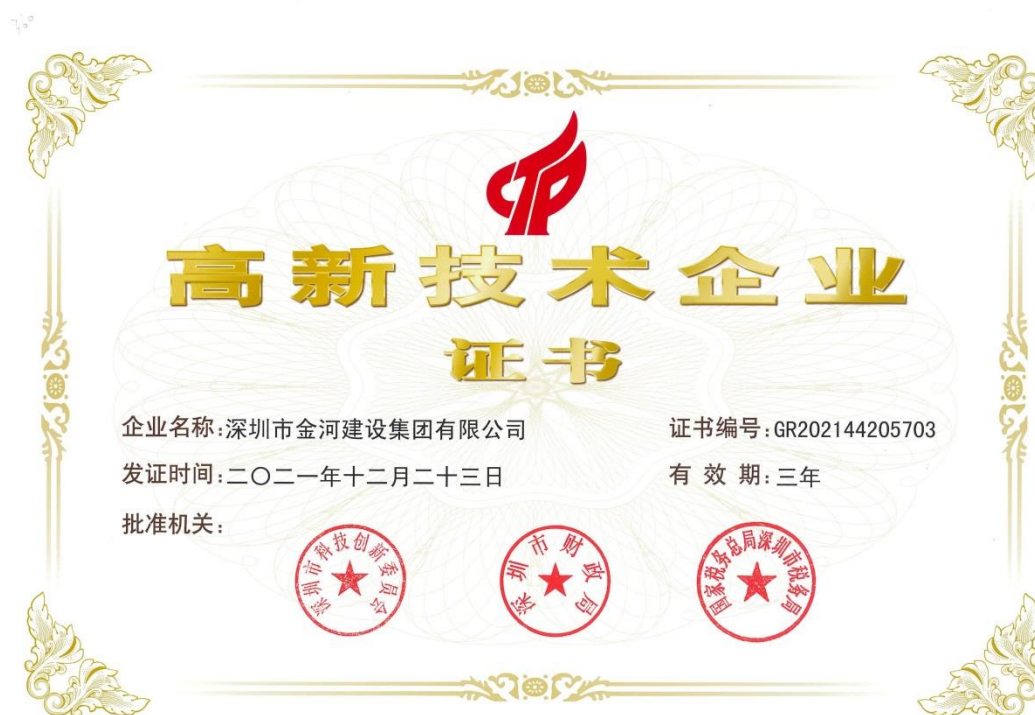 高新技术企业
证书
企业名称:深圳市金河建设集团有限公司
证书编号:GR202144205703
发证时间:二〇二一年十二月二十三日
有效期:三年
批准机关:
深圳市科技创新委员会
深圳市财政局
国家税务总局深圳市税务局